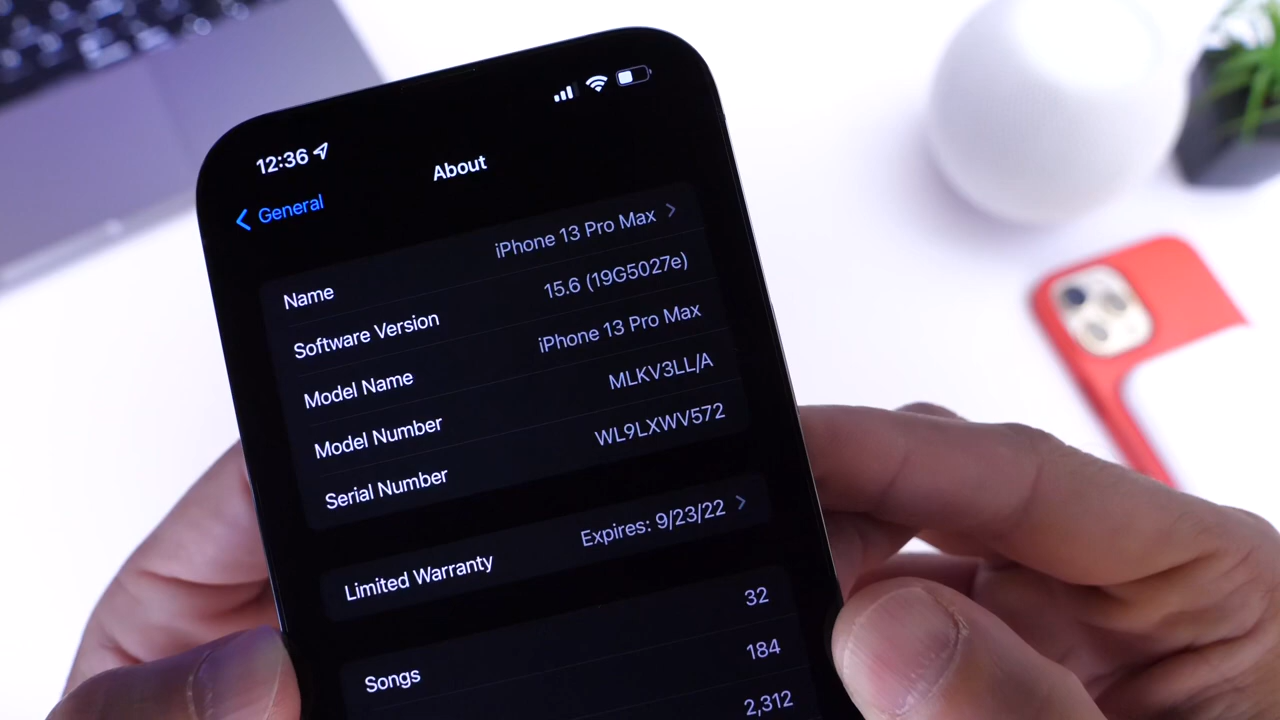 12:36
General
About
Name iPhone 13 Pro Max
Software Version 15.6 (19G5027e)
Model Name iPhone 13 Pro Max
Model Number MLKV3LL/A
Serial Number WL9LXWV572
Limited Warranty Expires: 9/23/22
Songs 32
184
2,312